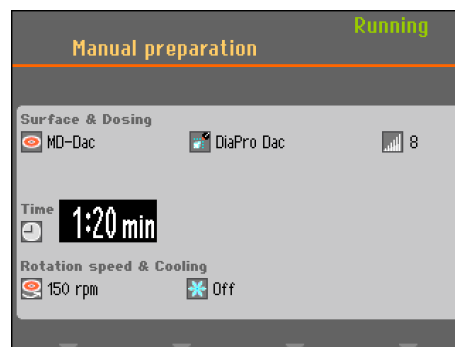 Running
Manual preparation
Surface & Dosing
MD-Dac
DiaPro Dac
8
Time
1:20 min
Rotation speed & Cooling
150 rpm
Off